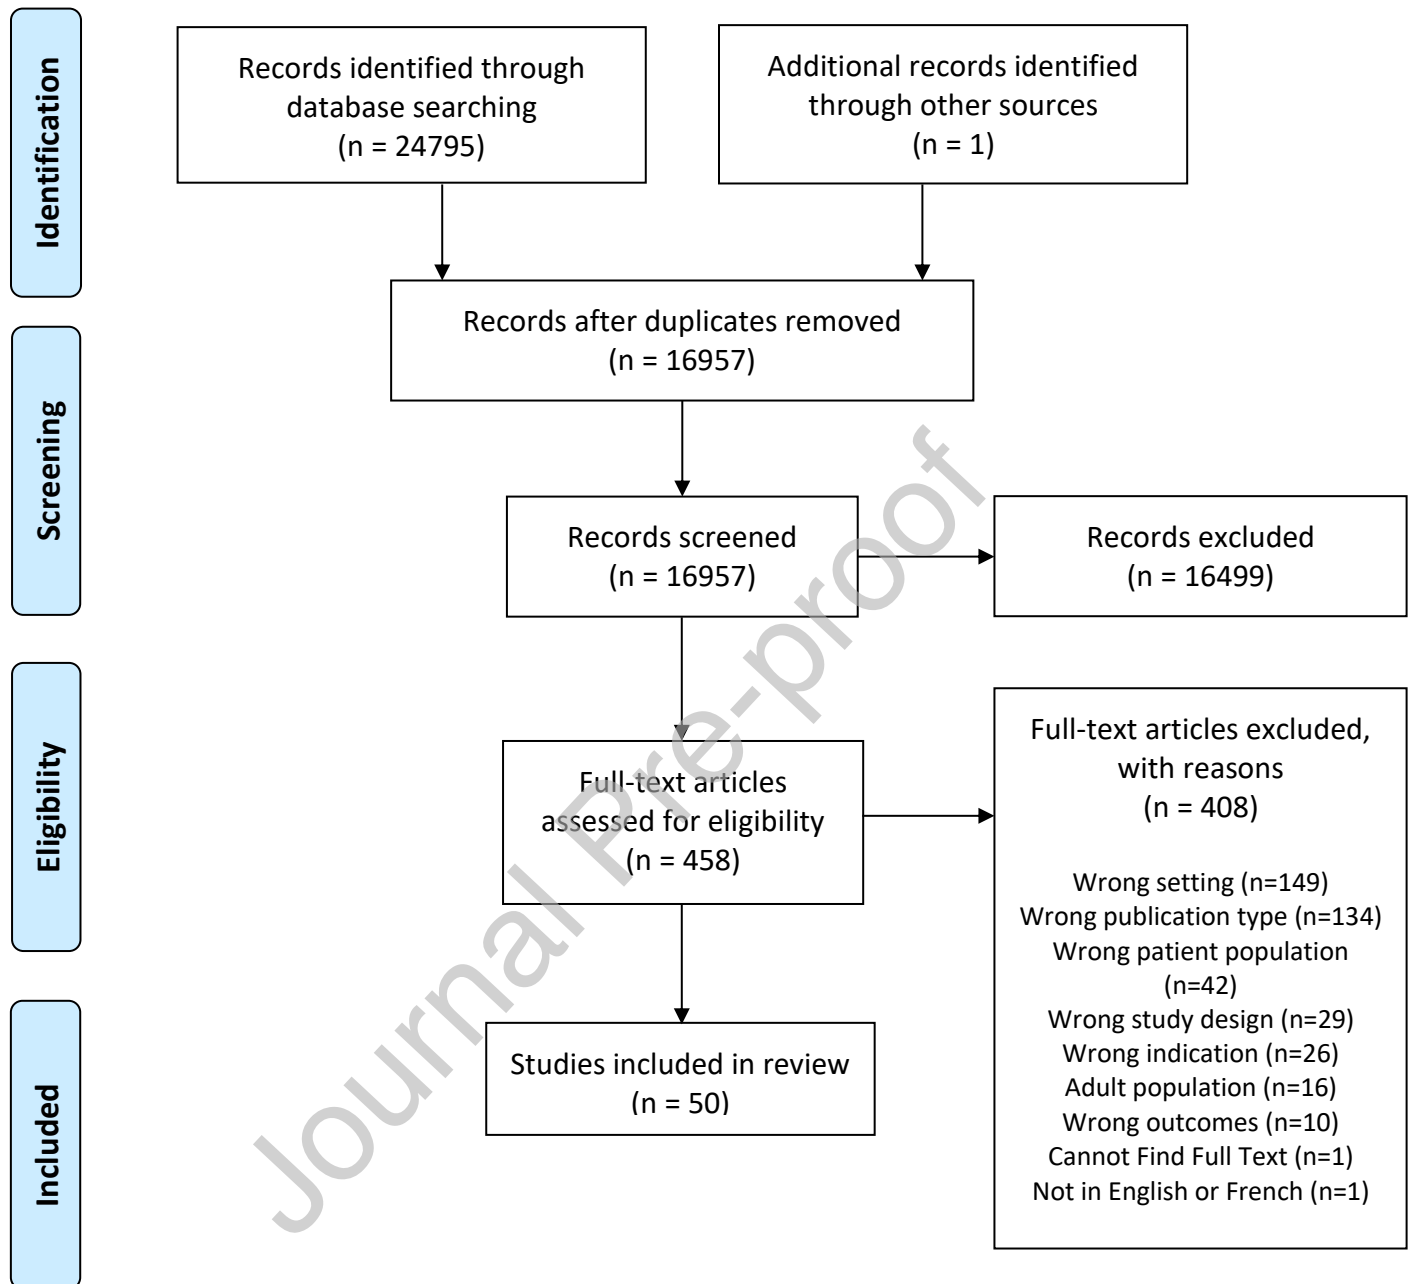 Identification
Records identified through
database searching
(n = 24795)
Additional records identified
through other sources
(n = 1)
Records after duplicates removed
(n = 16957)
Screening
Records screened
(n = 16957)
Records excluded
(n = 16499)
Eligibility
Full-text articles
assessed for eligibility
(n = 458)
Full-text articles excluded,
with reasons
(n = 408)
Wrong setting (n=149)
Wrong publication type (n=134)
Wrong patient population
(n=42)
Wrong study design (n=29)
Wrong indication (n=26)
Adult population (n=16)
Wrong outcomes (n=10)
Cannot Find Full Text (n=1)
Not in English or French (n=1)
Included
Studies included in review
(n = 50)
Journal Pre-proof